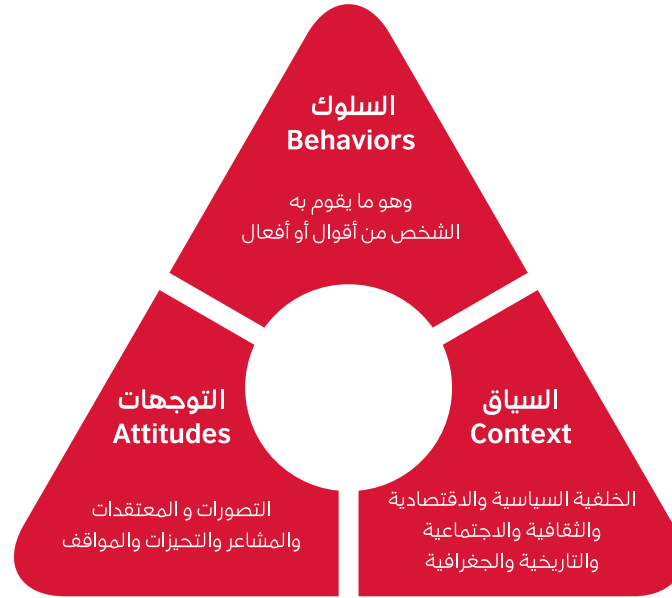 السلوك
Behaviors
وهو ما يقوم به
الشخص من أقوال أو أفعال
السياق
Context
الخلفية السياسية والاقتصادية
والثقافية والاجتماعية
والتاريخية والجغرافية
التوجهات
Attitudes
التصورات و المعتقدات
والمشاعر والتحيزات والمواقف